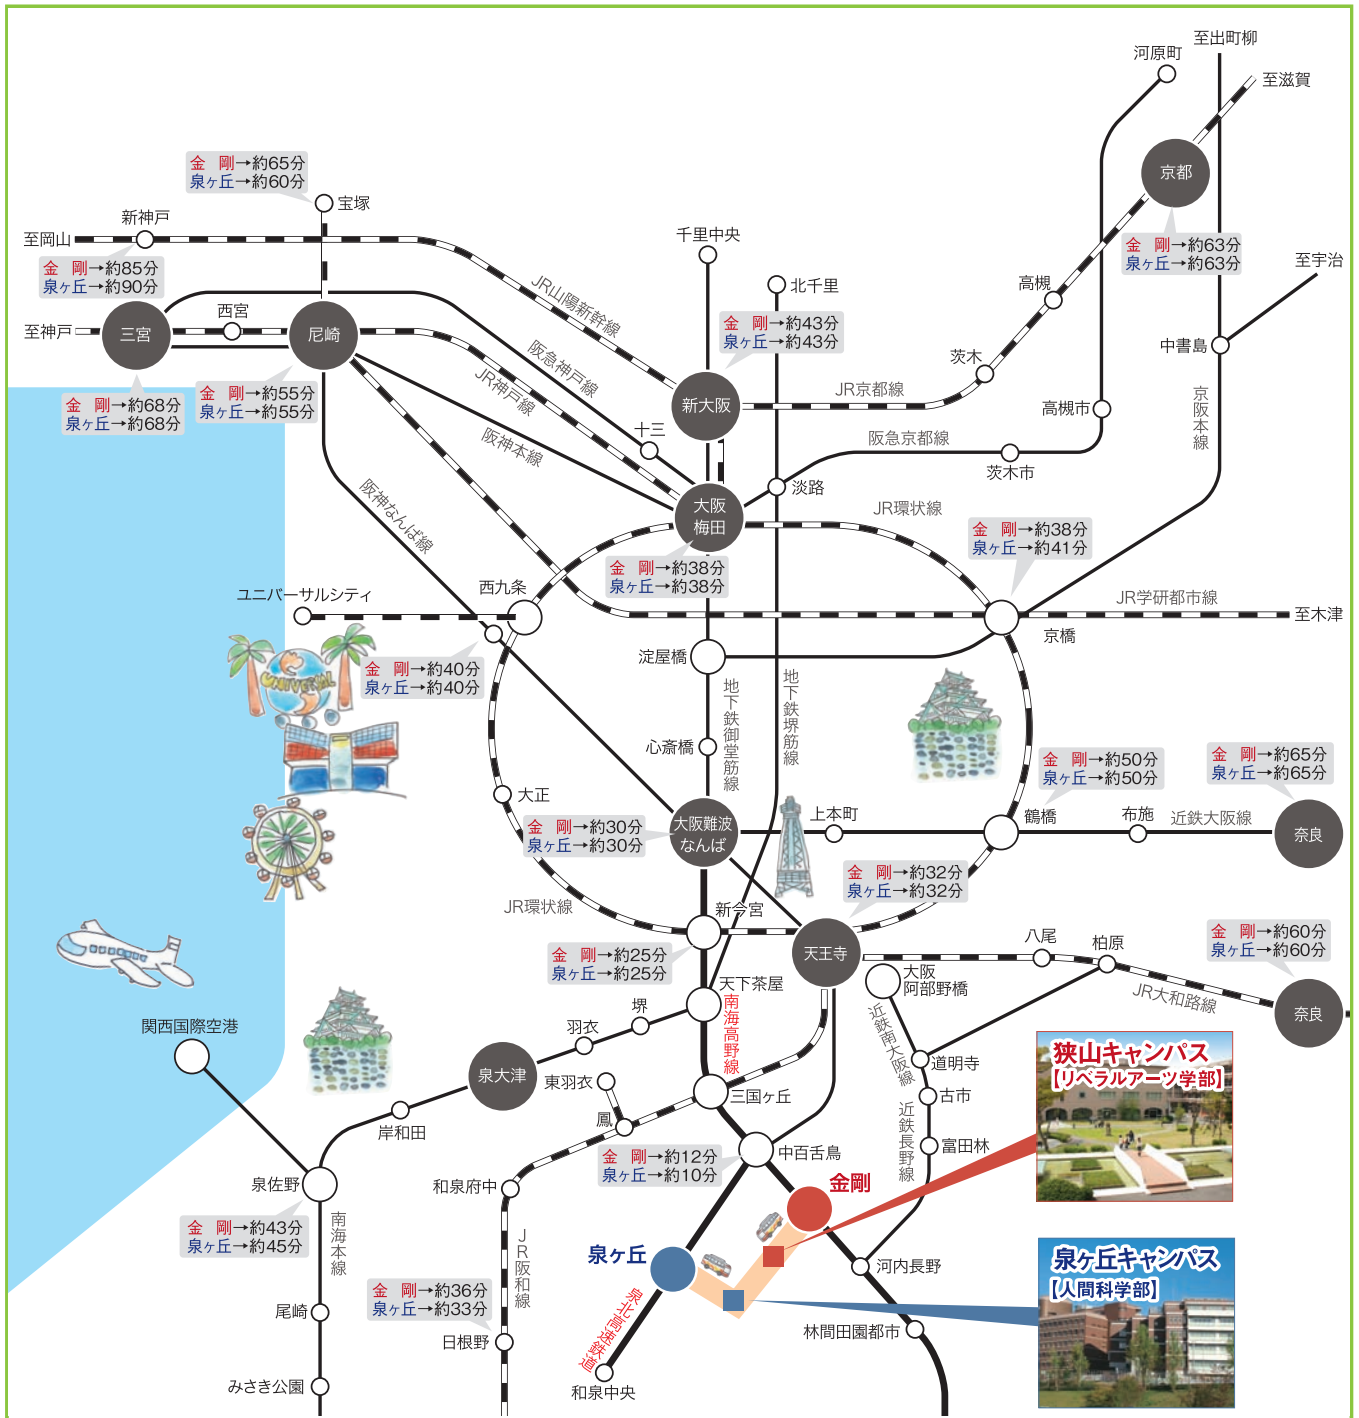 至出町柳
河原町
至滋賀
京都
金　剛→約63分
泉ヶ丘→約63分
金　剛→約65分
泉ヶ丘→約60分
宝塚
新神戸
至岡山
金　剛→約85分
泉ヶ丘→約90分
千里中央
北千里
至宇治
高槻
JR山陽新幹線
西宮
至神戸
三宮
尼崎
金　剛→約43分
泉ヶ丘→約43分
中書島
茨木
阪急神戸線
JR神戸線
JR京都線
京阪本線
新大阪
高槻市
金　剛→約68分
泉ヶ丘→約68分
金　剛→約55分
泉ヶ丘→約55分
十三
阪神本線
阪急京都線
茨木市
阪神なんば線
淡路
大阪
梅田
JR環状線
金　剛→約38分
泉ヶ丘→約41分
金　剛→約38分
泉ヶ丘→約38分
西九条
ユニバーサルシティ
JR学研都市線
至木津
京橋
淀屋橋
金　剛→約40分
泉ヶ丘→約40分
UNIVERSAL
地下鉄御堂筋線
地下鉄堺筋線
心斎橋
大正
金　剛→約50分
泉ヶ丘→約50分
金　剛→約65分
泉ヶ丘→約65分
金　剛→約30分
泉ヶ丘→約30分
大阪難波
なんば
上本町
鶴橋
布施
近鉄大阪線
奈良
金　剛→約32分
泉ヶ丘→約32分
JR環状線
新今宮
金　剛→約25分
泉ヶ丘→約25分
天王寺
八尾
柏原
金　剛→約60分
泉ヶ丘→約60分
大阪
阿部野橋
天下茶屋
JR大和路線
奈良
堺
羽衣
南海高野線
近鉄南大阪線
関西国際空港
泉大津
東羽衣
道明寺
狭山キャンパス
【リベラルアーツ学部】
三国ヶ丘
古市
鳳
岸和田
近鉄長野線
富田林
中百舌鳥
金　剛→約12分
泉ヶ丘→約10分
泉佐野
和泉府中
金剛
金　剛→約43分
泉ヶ丘→約45分
南海本線
JR阪和線
泉ヶ丘
河内長野
泉ヶ丘キャンパス
【人間科学部】
金　剛→約36分
泉ヶ丘→約33分
泉北高速鉄道
尾崎
日根野
林間田園都市
みさき公園
和泉中央